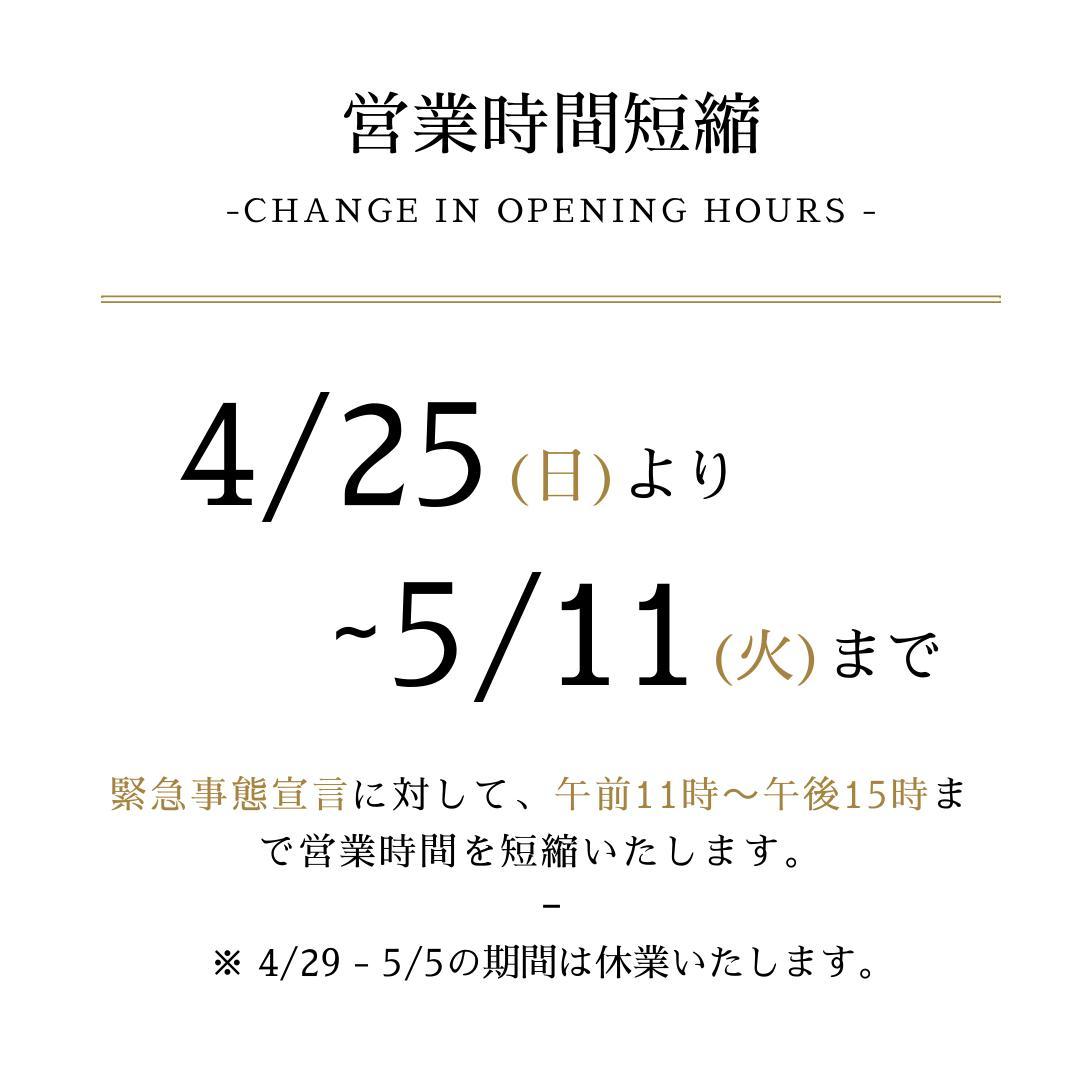 営業時間短縮
-CHANGE IN OPENING HOURS -
4/25(日)より
~5/11(火)まで
緊急事態宣言に対して、午前11時〜午後15時ま
で営業時間を短縮いたします。
-
※ 4/29 - 5/5の期間は休業いたします。